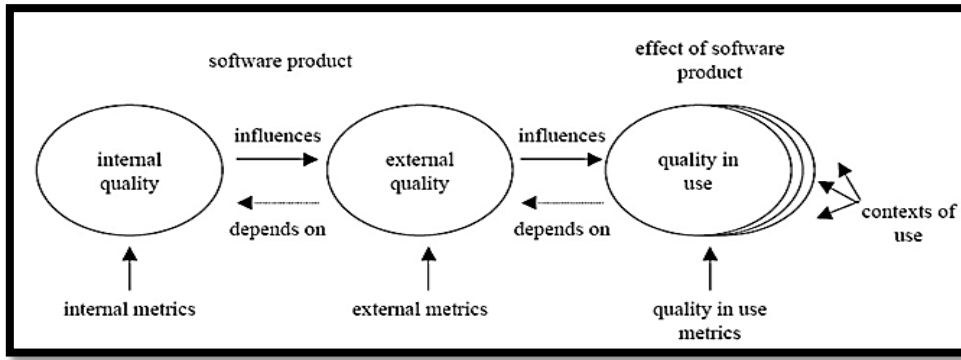 software product
effect of software
product
internal
quality
influences
depends on
external
quality
influences
depends on
quality in
use
contexts of
use
internal metrics
external metrics
quality in use
metrics